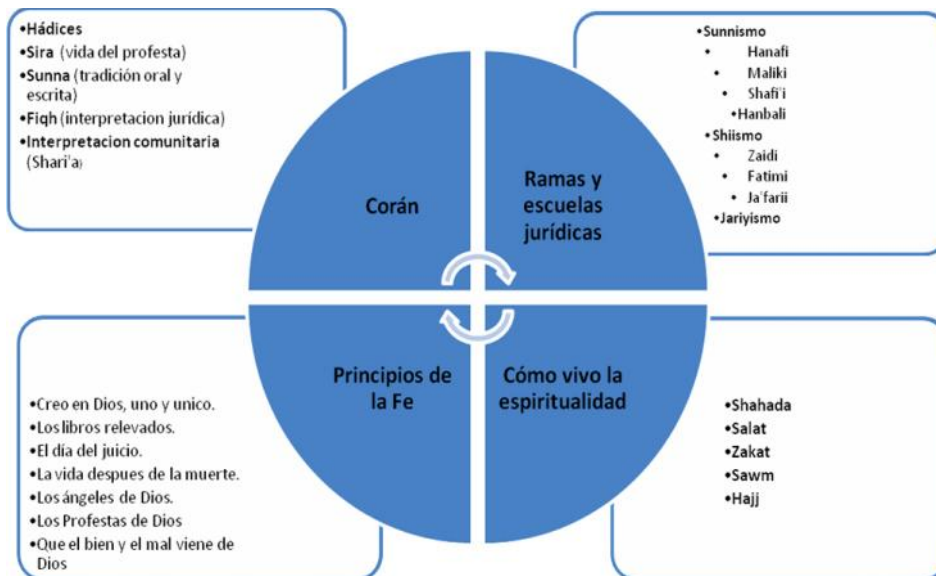 •Hádices
•Sira (vida del profesta)
•Sunna (tradición oral y
escrita)
•Fiqh (interpretacion jurídica)
•Interpretacion comunitaria
(Shari'a)
Corán
Ramas y
escuelas
jurídicas
•Sunnismo
• Hanafi
• Maliki
• Shafi'i
•Hanbali
•Shiismo
• Zaidi
• Fatimi
• Ja'farii
•Jariyismo
Principios de
la Fe
•Creo en Dios, uno y unico.
•Los libros relevados.
•El día del juicio.
•La vida despues de la muerte.
•Los ángeles de Dios.
•Los Profestas de Dios
•Que el bien y el mal viene de
Dios
Cómo vivo la
espiritualidad
•Shahada
•Salat
•Zakat
•Sawm
•Hajj